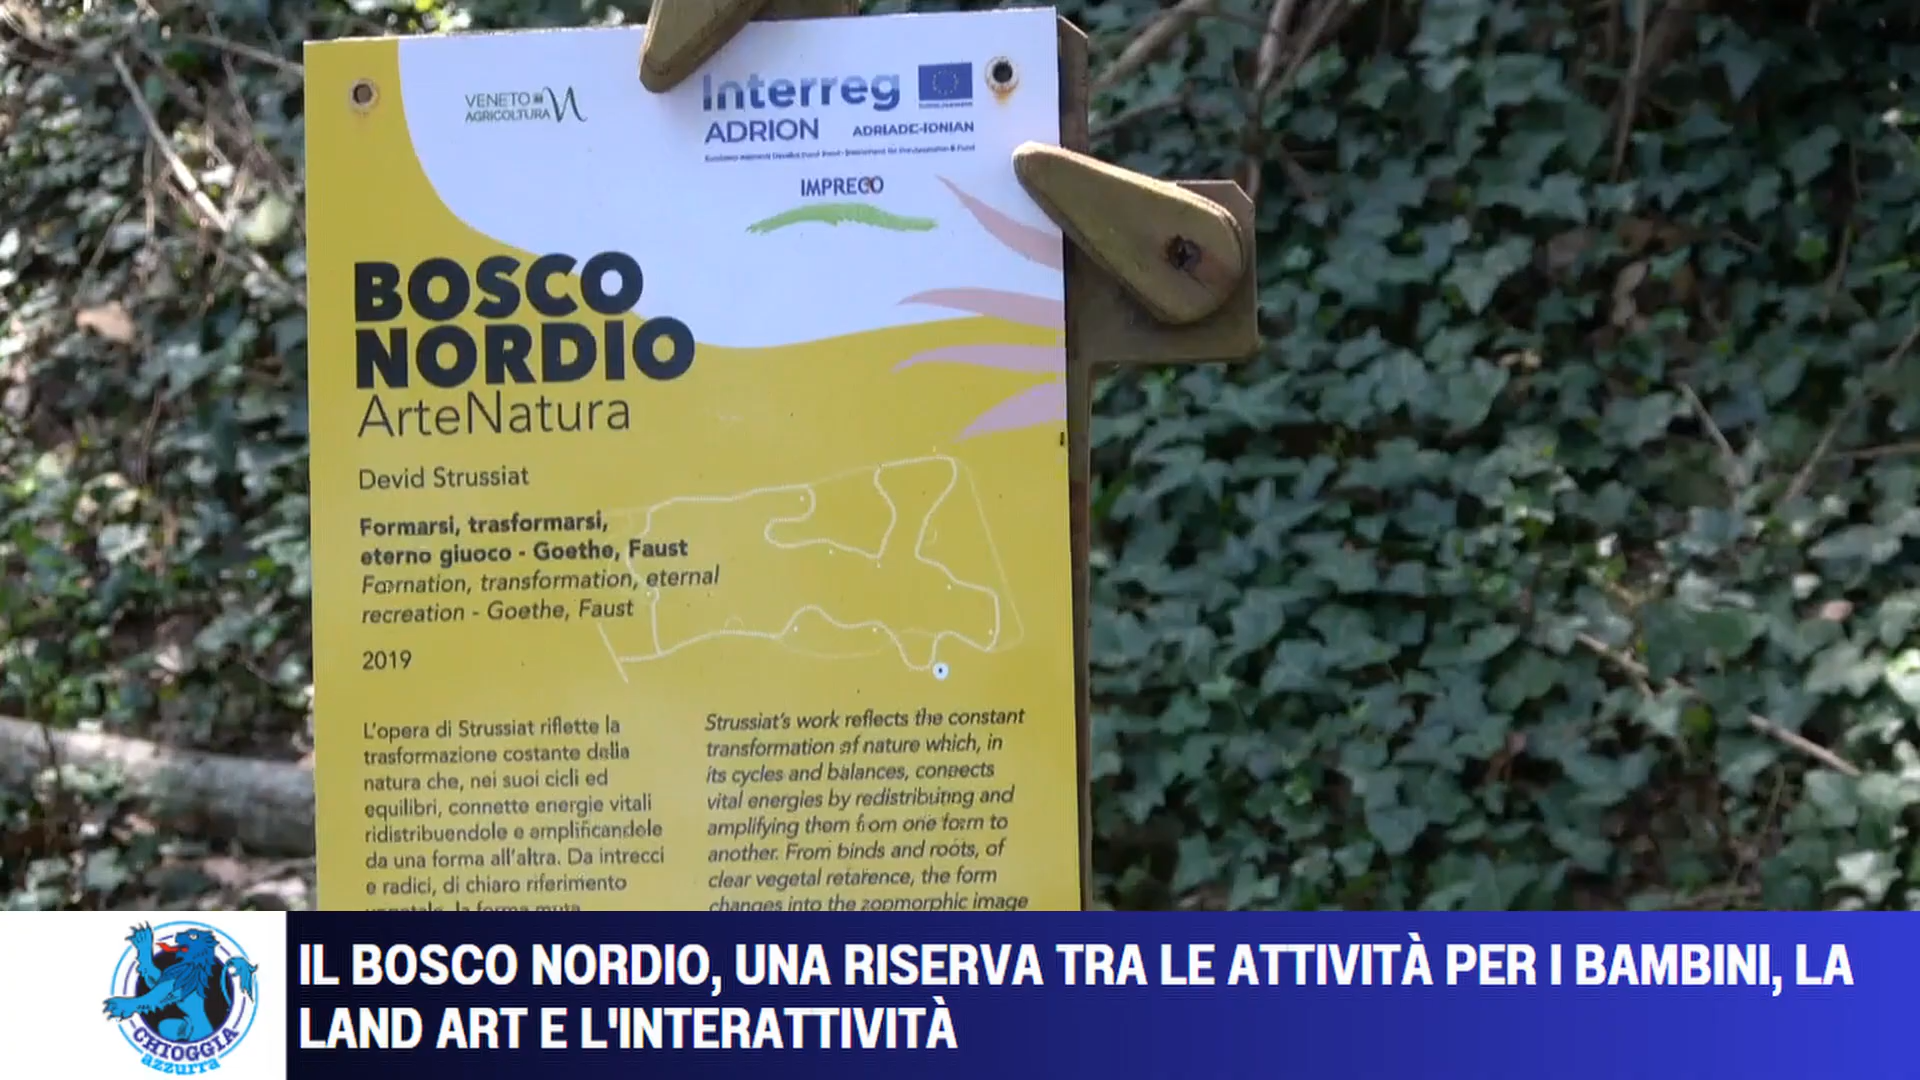 VENETO
AGRICOLTURA
Interreg
ADRION ADRIATIC-IONIAN
IMPRECO
BOSCO
NORDIO
ArteNatura
Devid Strussiat
Formarsi, trasformarsi,
eterno giuoco - Goethe, Faust
Formation, transformation, eternal
recreation - Goethe, Faust
2019
L'opera di Strussiat riflette la
trasformazione costante della
natura che, nei suoi cicli ed
equilibri, connette energie vitali
ridistribuendole e amplificandole
da una forma all'altra. Da intrecci
e radici, di chiaro riferimento
vegetale, la forma muta
Strussiat's work reflects the constant
transformation of nature which, in
its cycles and balances, connects
vital energies by redistributing and
amplifying them from one form to
another. From binds and roots, of
clear vegetal reference, the form
changes into the zoomorphic image
CHIOGGIA
azzurra
IL BOSCO NORDIO, UNA RISERVA TRA LE ATTIVITÀ PER I BAMBINI, LA
LAND ART E L'INTERATTIVITÀ